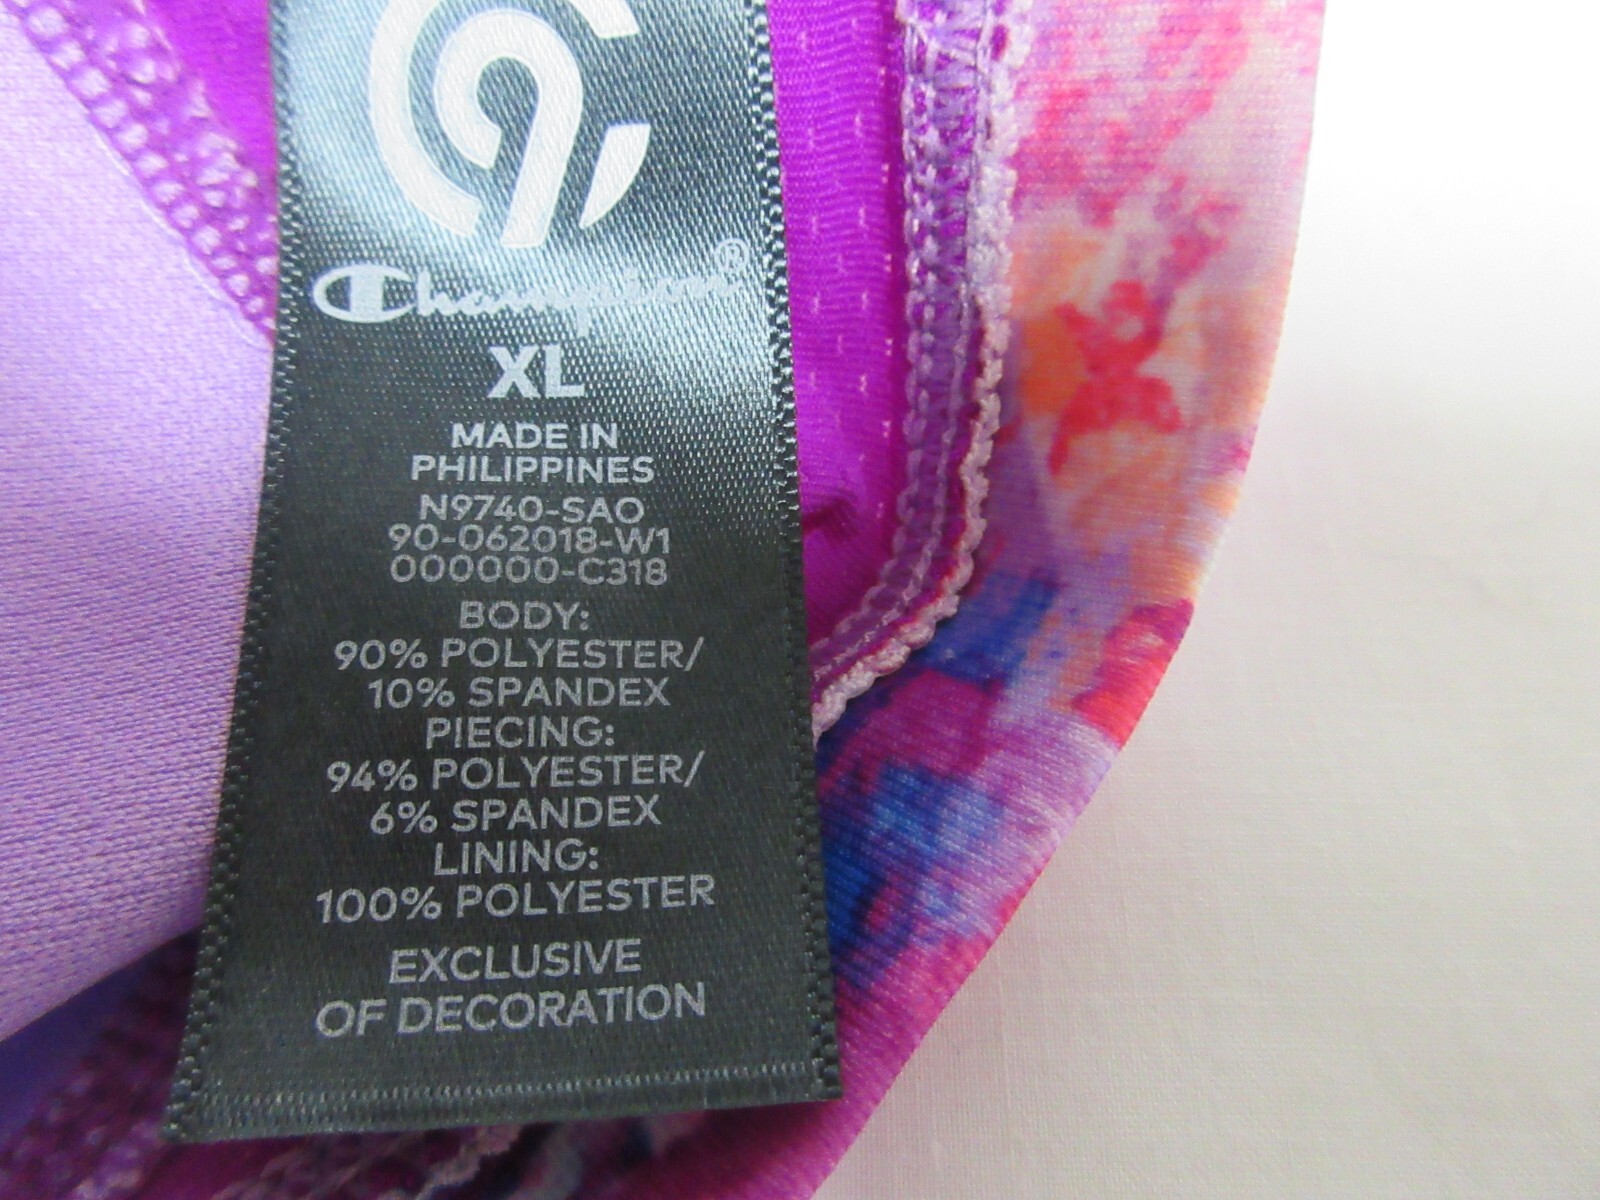 C9
Champion®
XL
MADE IN
PHILIPPINES
N9740-SAO
90-062018-W1
000000-C318
BODY:
90% POLYESTER/
10% SPANDEX
PIECING:
94% POLYESTER/
6% SPANDEX
LINING:
100% POLYESTER
EXCLUSIVE
OF DECORATION